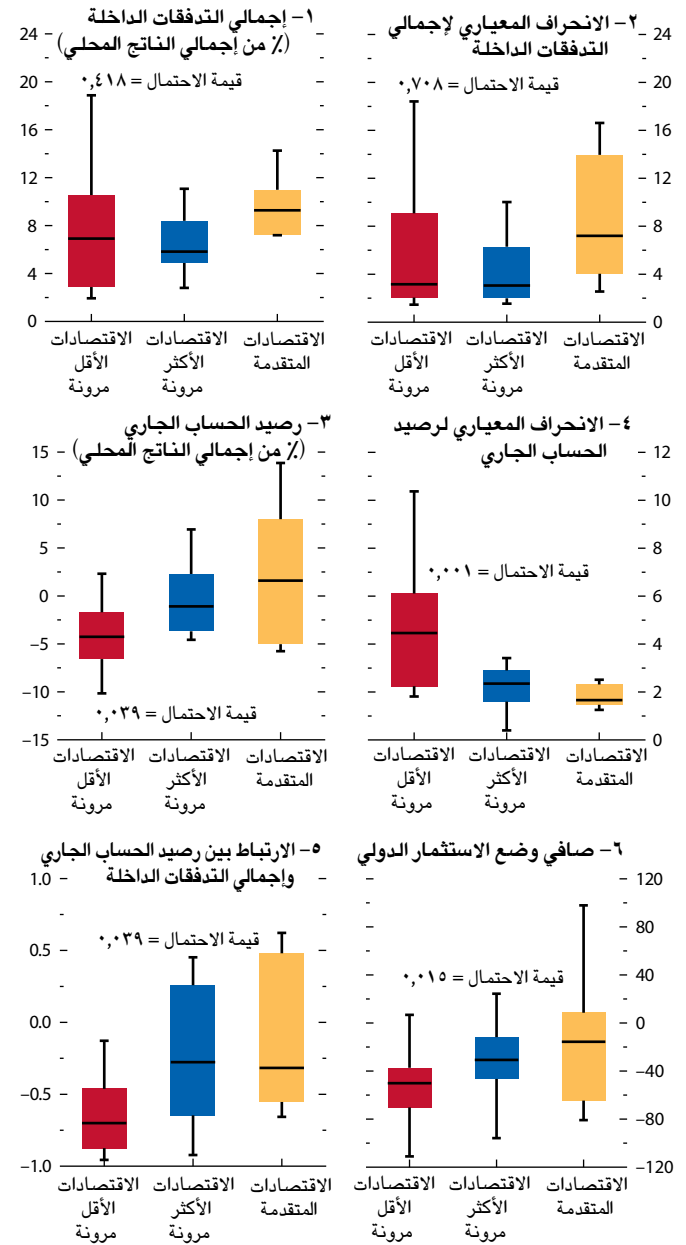 ١– إجمالي التدفقات الداخلة
(٪ من إجمالي الناتج المحلي)
قيمة الاحتمال = ٠,٤١٨
24
20
16
12
8
4
0
الاقتصادات الأقل مرونة
الاقتصادات الأكثر مرونة
الاقتصادات المتقدمة
٢– الانحراف المعياري لإجمالي
التدفقات الداخلة
قيمة الاحتمال = ٠,٧٠٨
24
20
16
12
8
4
0
الاقتصادات الأقل مرونة
الاقتصادات الأكثر مرونة
الاقتصادات المتقدمة
٣– رصيد الحساب الجاري
(٪ من إجمالي الناتج المحلي)
15
10
5
0
–5
–10
–15
قيمة الاحتمال = ٠,٠٣٩
الاقتصادات الأقل مرونة
الاقتصادات الأكثر مرونة
الاقتصادات المتقدمة
٤– الانحراف المعياري لرصيد
الحساب الجاري
قيمة الاحتمال = ٠,٠٠١
12
10
8
6
4
2
0
الاقتصادات الأقل مرونة
الاقتصادات الأكثر مرونة
الاقتصادات المتقدمة
٥– الارتباط بين رصيد الحساب الجاري
وإجمالي التدفقات الداخلة
قيمة الاحتمال = ٠,٠٣٩
1.0
0.5
0.0
–0.5
–1.0
الاقتصادات الأقل مرونة
الاقتصادات الأكثر مرونة
الاقتصادات المتقدمة
٦– صافي وضع الاستثمار الدولي
قيمة الاحتمال = ٠,٠١٥
120
80
40
0
–40
–80
–120
الاقتصادات الأقل مرونة
الاقتصادات الأكثر مرونة
الاقتصادات المتقدمة